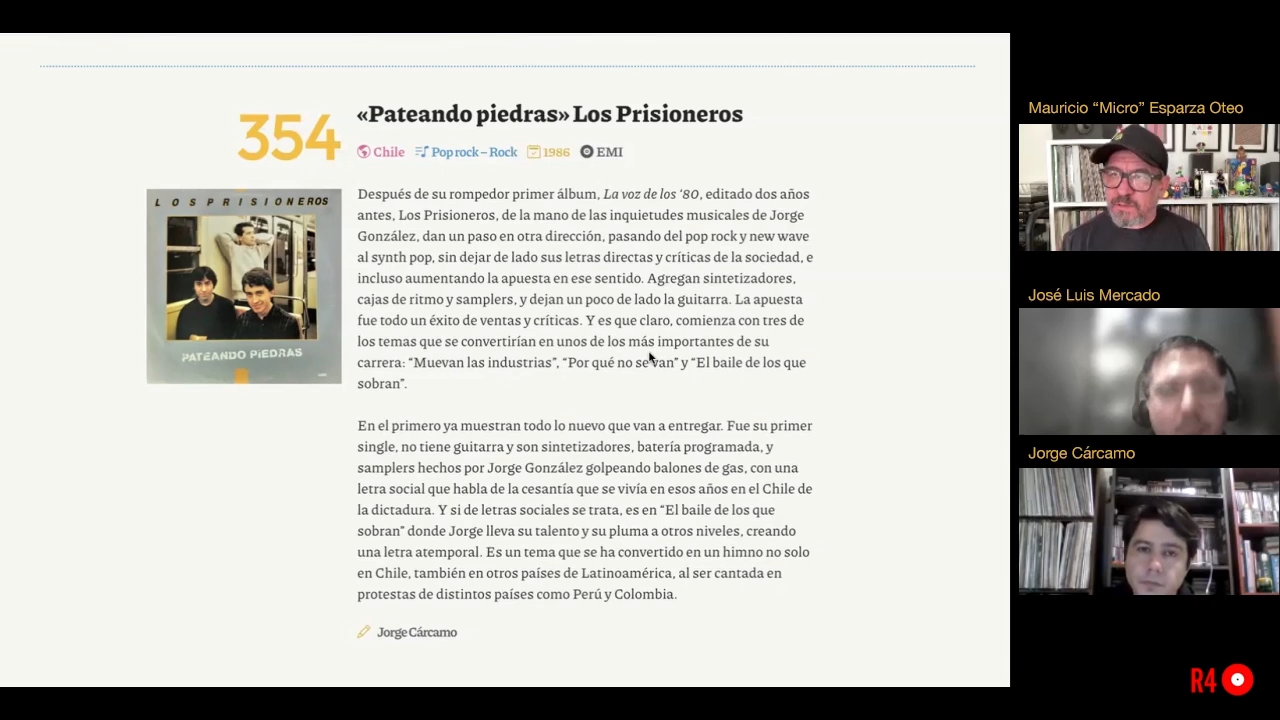 354
«Pateando piedras» Los Prisioneros
Chile Pop rock – Rock 1986 EMI
LOS PRISIONEROS
PATEANDO PIEDRAS
Después de su rompedor primer álbum, La voz de los ‘80, editado dos años
antes, Los Prisioneros, de la mano de las inquietudes musicales de Jorge
González, dan un paso en otra dirección, pasando del pop rock y new wave
al synth pop, sin dejar de lado sus letras directas y críticas de la sociedad, e
incluso aumentando la apuesta en ese sentido. Agregan sintetizadores,
cajas de ritmo y samplers, y dejan un poco de lado la guitarra. La apuesta
fue todo un éxito de ventas y críticas. Y es que claro, comienza con tres de
los temas que se convertirían en unos de los más importantes de su
carrera: “Muevan las industrias”, “Por qué no se van” y “El baile de los que
sobran”.
En el primero ya muestran todo lo nuevo que van a entregar. Fue su primer
single, no tiene guitarra y son sintetizadores, batería programada, y
samplers hechos por Jorge González golpeando balones de gas, con una
letra social que habla de la cesantía que se vivía en esos años en el Chile de
la dictadura. Y si de letras sociales se trata, es en “El baile de los que
sobran” donde Jorge lleva su talento y su pluma a otros niveles, creando
una letra atemporal. Es un tema que se ha convertido en un himno no solo
en Chile, también en otros países de Latinoamérica, al ser cantada en
protestas de distintos países como Perú y Colombia.
Jorge Cárcamo
Mauricio “Micro” Esparza Oteo
José Luis Mercado
Jorge Cárcamo
R4